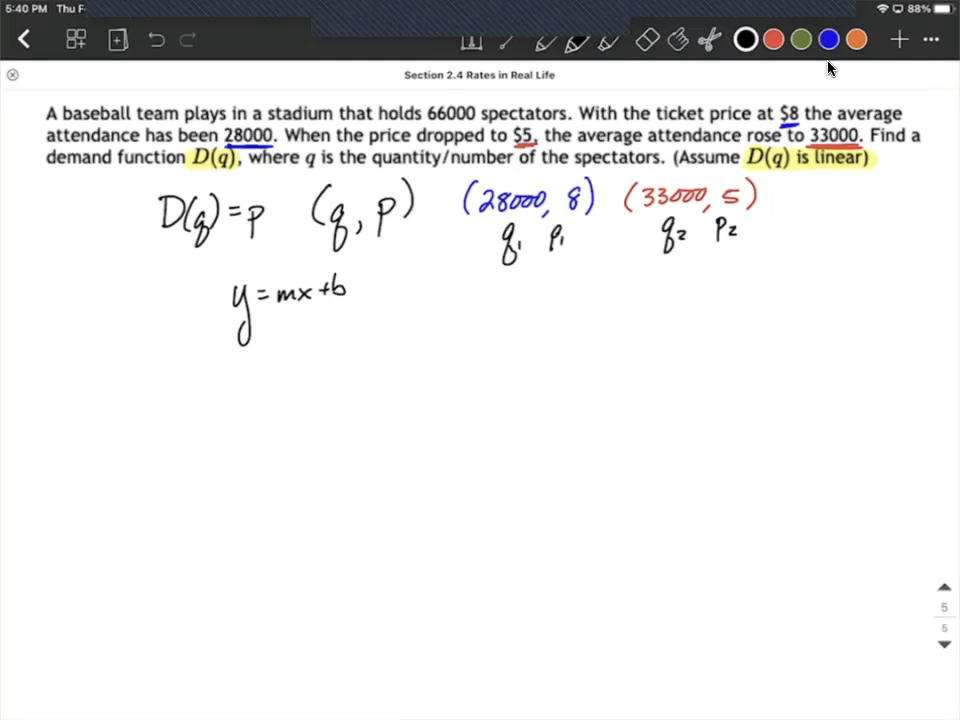 5:40 PM Thu F
88%
Section 2.4 Rates in Real Life
A baseball team plays in a stadium that holds 66000 spectators. With the ticket price at $8 the average
attendance has been 28000. When the price dropped to $5, the average attendance rose to 33000. Find a
demand function D(q), where q is the quantity/number of the spectators. (Assume D(q) is linear)
D(q) = p (q, p) (28000, 8) (33000, 5)
q₁ p₁ q₂ p₂
y = mx + b
5
5